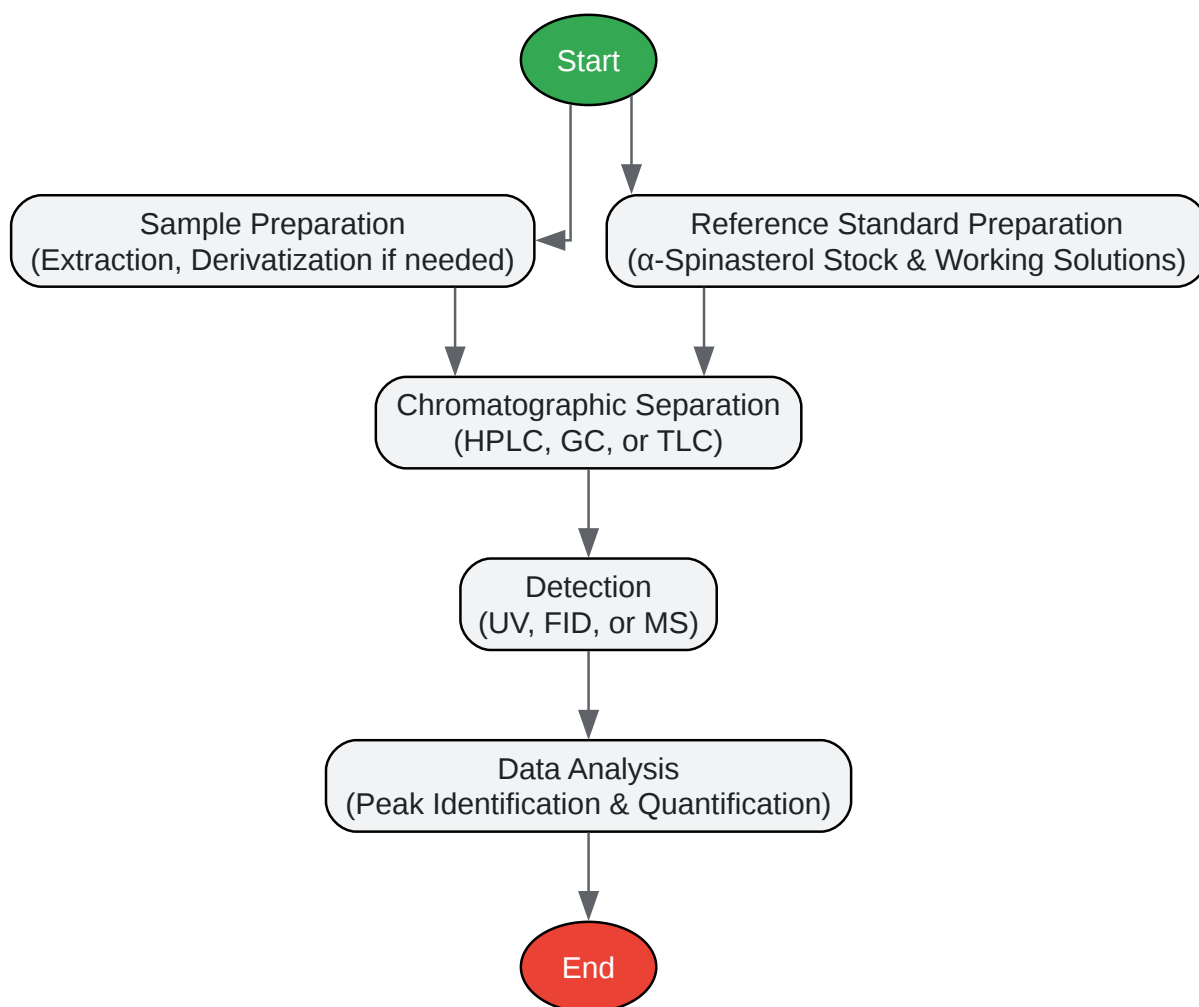 Start
Sample Preparation
(Extraction, Derivatization if needed)
Reference Standard Preparation
(α-Spinasterol Stock & Working Solutions)
Chromatographic Separation
(HPLC, GC, or TLC)
Detection
(UV, FID, or MS)
Data Analysis
(Peak Identification & Quantification)
End